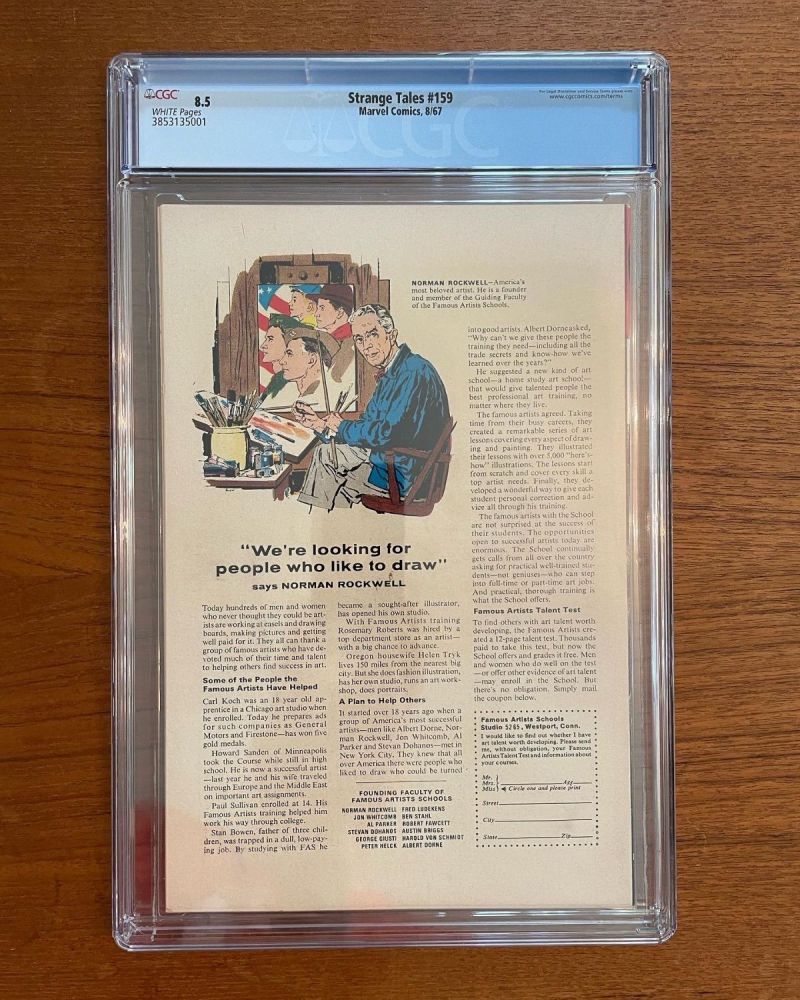 CGC
8.5
WHITE Pages
3853135001
Strange Tales #159
Marvel Comics, 8/67
www.cgccomics.com/terms
CGC
NORMAN ROCKWELL—America's
most beloved artist. He is a founder
and member of the Guiding Faculty
of the Famous Artists Schools.
"We're looking for
people who like to draw"
says NORMAN ROCKWELL
Today hundreds of men and women
who never thought they could be art-
ists are working at easels and drawing
boards, making pictures and getting
well paid for it. They all can thank a
group of famous artists who have de-
voted much of their time and talent
to helping others find success in art.
Some of the People the
Famous Artists Have Helped
Carl Koch was an 18 year old ap-
prentice in a Chicago art studio when
he enrolled. Today he prepares ads
for such companies as General
Motors and Firestone—has won five
gold medals.
Howard Sanden of Minneapolis
took the Course while still in high
school. He is now a successful artist
—last year he and his wife traveled
through Europe and the Middle East
on important art assignments.
Paul Sullivan enrolled at 14. His
Famous Artists training helped him
work his way through college.
Stan Bowen, father of three chil-
dren, was trapped in a dull, low-pay-
ing job. By studying with FAS he
became a sought-after illustrator,
has opened his own studio.
With Famous Artists training
Rosemary Roberts was hired by a
top department store as an artist—
with a big chance to advance.
Oregon housewife Helen Tryk
lives 150 miles from the nearest big
city. But she does fashion illustration,
has her own studio, runs an art work-
shop, does portraits.
A Plan to Help Others
It started over 18 years ago when a
group of America's most successful
artists—men like Albert Dorne, Nor-
man Rockwell, Jon Whitcomb, Al
Parker and Stevan Dohanos—met in
New York City. They knew that all
over America there were people who
liked to draw who could be turned
FOUNDING FACULTY OF
FAMOUS ARTISTS SCHOOLS
NORMAN ROCKWELL FRED LUDEKENS
JON WHITCOMB BEN STAHL
AL PARKER ROBERT FAWCETT
STEVAN DOHANOS AUSTIN BRIGGS
GEORGE GIUSTI HAROLD VON SCHMIDT
PETER HELCK ALBERT DORNE
into good artists. Albert Dorne asked,
"Why can't we give these people the
training they need—including all the
trade secrets and know-how we've
learned over the years?"
He suggested a new kind of art
school—a home study art school—
that would give talented people the
best professional art training, no
matter where they live.
The famous artists agreed. Taking
time from their busy careers, they
created a remarkable series of art
lessons covering every aspect of draw-
ing and painting. They illustrated
their lessons with over 5,000 "here's-
how" illustrations. The lessons start
from scratch and cover every skill a
top artist needs. Finally, they de-
veloped a wonderful way to give each
student personal correction and ad-
vice all through his training.
The famous artists with the School
are not surprised at the success of
their students. The opportunities
open to successful artists today are
enormous. The School continually
gets calls from all over the country
asking for practical well-trained stu-
dents—not geniuses—who can step
into full-time or part-time art jobs.
And practical, thorough training is
what the School offers.
Famous Artists Talent Test
To find others with art talent worth
developing, the Famous Artists cre-
ated a 12-page talent test. Thousands
paid to take this test, but now the
School offers and grades it free. Men
and women who do well on the test
—or offer other evidence of art talent
—may enroll in the School. But
there's no obligation. Simply mail
the coupon below.
Famous Artists Schools
Studio 5265, Westport, Conn.
I would like to find out whether I have
art talent worth developing. Please send
me, without obligation, your Famous
Artists Talent Test and information about
your courses.
Mr.
Mrs. Age
Miss Circle one and please print
Street
City
State Zip